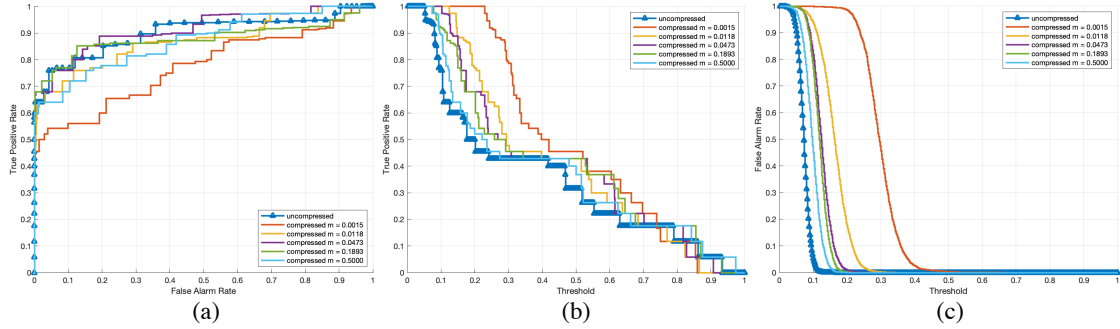 1
0.9
0.8
0.7
0.6
0.5
0.4
0.3
0.2
0.1
0
True Positive Rate
0 0.1 0.2 0.3 0.4 0.5 0.6 0.7 0.8 0.9 1
False Alarm Rate
uncompressed
compressed m = 0.0015
compressed m = 0.0118
compressed m = 0.0473
compressed m = 0.1893
compressed m = 0.5000
(a)
1
0.9
0.8
0.7
0.6
0.5
0.4
0.3
0.2
0.1
0
True Positive Rate
0 0.1 0.2 0.3 0.4 0.5 0.6 0.7 0.8 0.9 1
Threshold
uncompressed
compressed m = 0.0015
compressed m = 0.0118
compressed m = 0.0473
compressed m = 0.1893
compressed m = 0.5000
(b)
1
0.9
0.8
0.7
0.6
0.5
0.4
0.3
0.2
0.1
0
False Alarm Rate
0 0.1 0.2 0.3 0.4 0.5 0.6 0.7 0.8 0.9 1
Threshold
uncompressed
compressed m = 0.0015
compressed m = 0.0118
compressed m = 0.0473
compressed m = 0.1893
compressed m = 0.5000
(c)